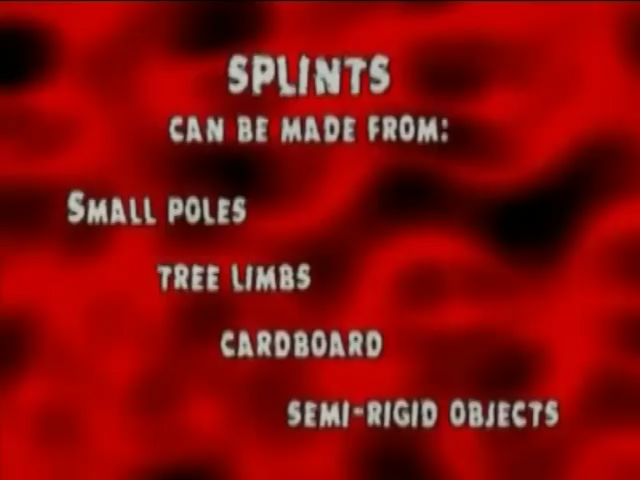 SPLINTS
CAN BE MADE FROM:
SMALL POLES
TREE LIMBS
CARDBOARD
SEMI-RIGID OBJECTS